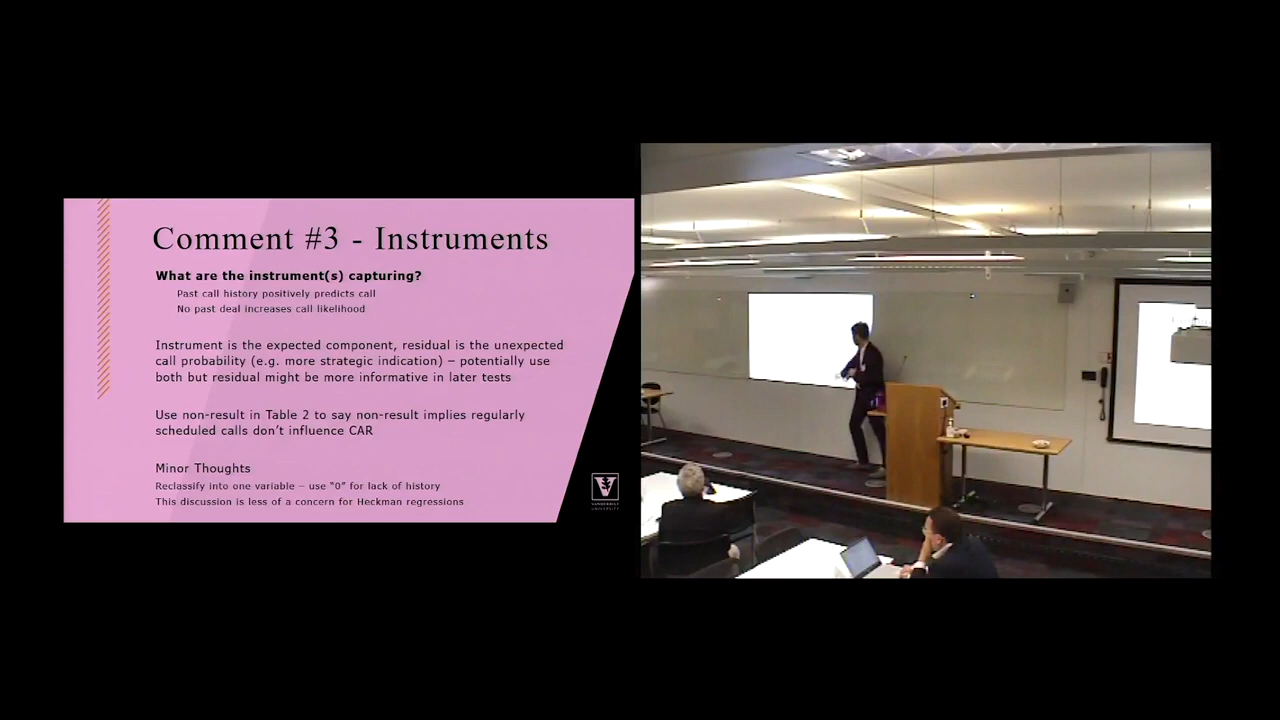 Comment #3 - Instruments
What are the instrument(s) capturing?
Past call history positively predicts call
No past deal increases call likelihood
Instrument is the expected component, residual is the unexpected
call probability (e.g. more strategic indication) – potentially use
both but residual might be more informative in later tests
Use non-result in Table 2 to say non-result implies regularly
scheduled calls don’t influence CAR
Minor Thoughts
Reclassify into one variable – use “0” for lack of history
This discussion is less of a concern for Heckman regressions
VANDERBILT
UNIVERSITY